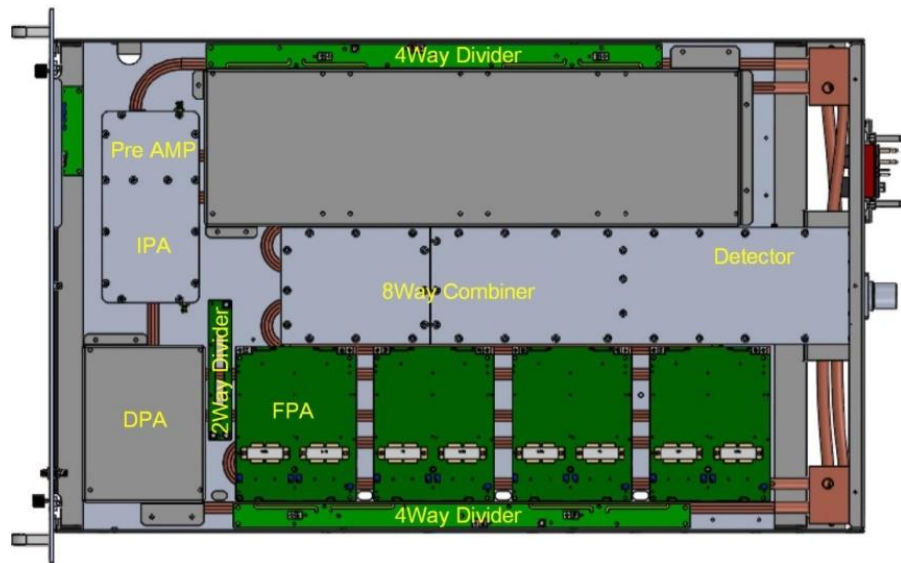 4Way Divider
Pre AMP
IPA
Detector
8Way Combiner
2Way Divider
DPA
FPA
4Way Divider